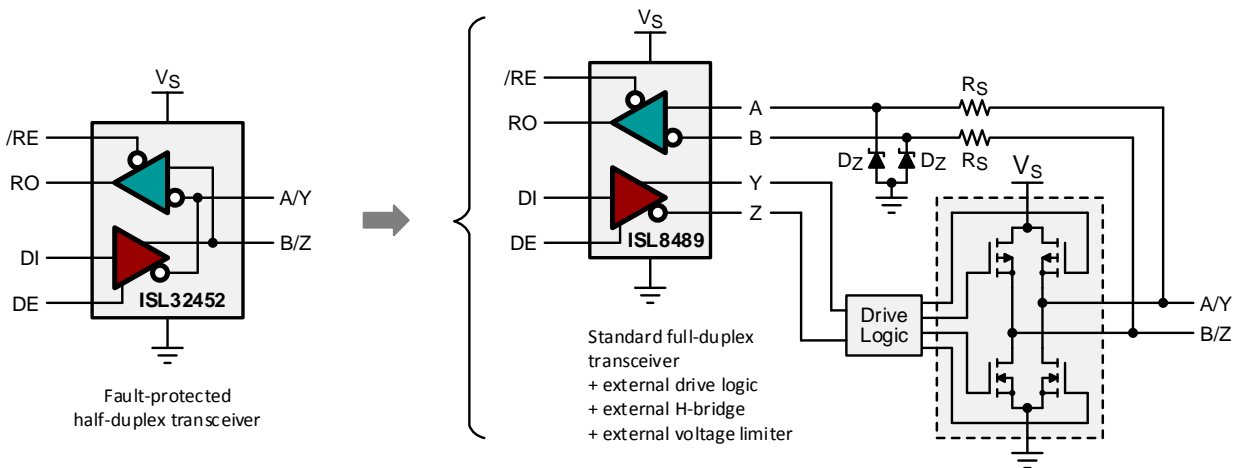 VS
/RE
RO
DI
DE
A/Y
B/Z
ISL32452
Fault-protected
half-duplex transceiver
VS
/RE
RO
DI
DE
A
B
Y
Z
ISL8489
RS
RS
DZ
DZ
VS
Drive
Logic
A/Y
B/Z
Standard full-duplex
transceiver
+ external drive logic
+ external H-bridge
+ external voltage limiter